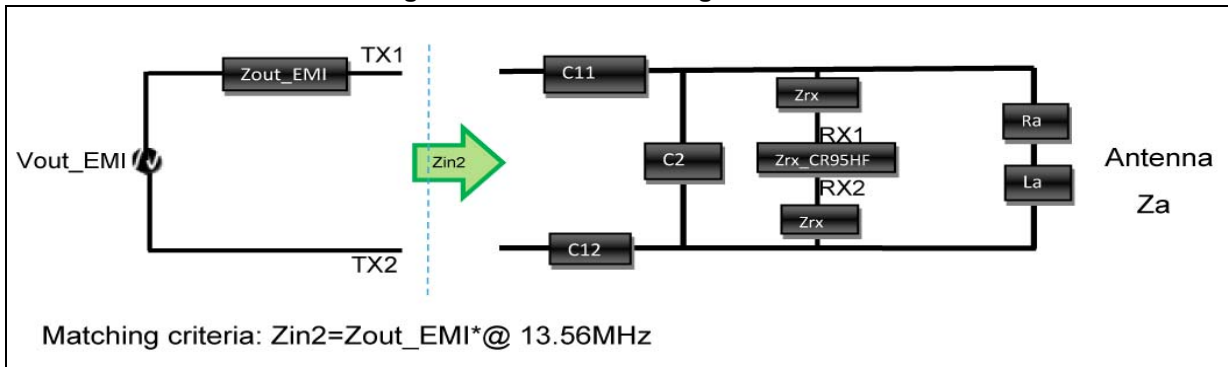 TX1
Zout_EMI
C11
Zrx
Ra
RX1
Vout_EMI
Zin2
C2
Zrx_CR95HF
Antenna
RX2
La
Za
Zrx
C12
TX2
Matching criteria: Zin2=Zout_EMI*@ 13.56MHz